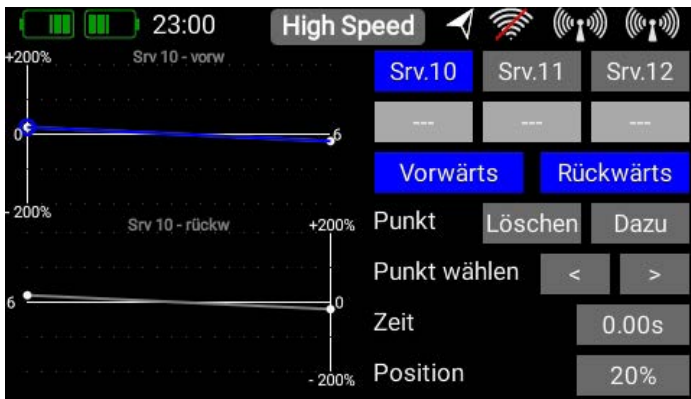 23:00 High Speed
+200% Srv 10 - vorw
0 6
- 200%
Srv 10 - rückw +200%
6 0
- 200%
Srv.10 Srv.11 Srv.12
--- --- ---
Vorwärts Rückwärts
Punkt Löschen Dazu
Punkt wählen < >
Zeit 0.00s
Position 20%